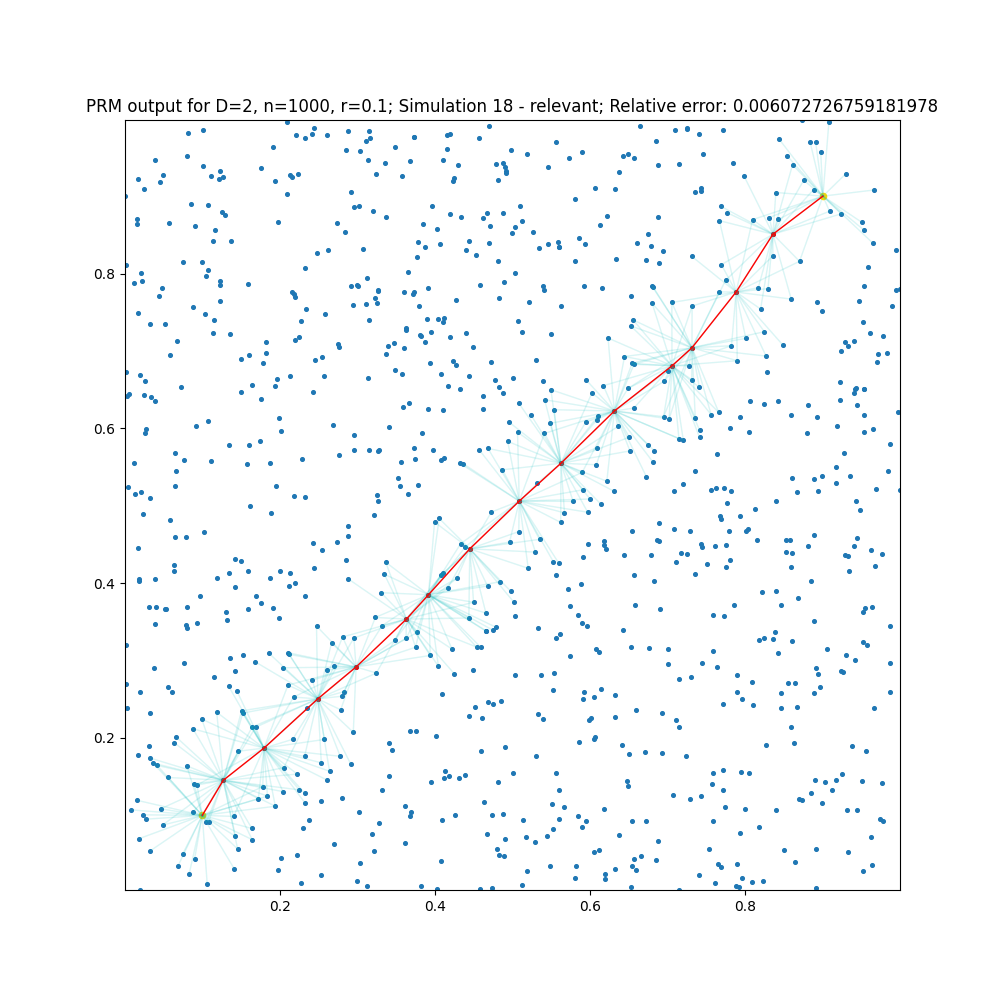 PRM output for D=2, n=1000, r=0.1; Simulation 18 - relevant; Relative error: 0.006072726759181978
0.8
0.6
0.4
0.2
0.2 0.4 0.6 0.8